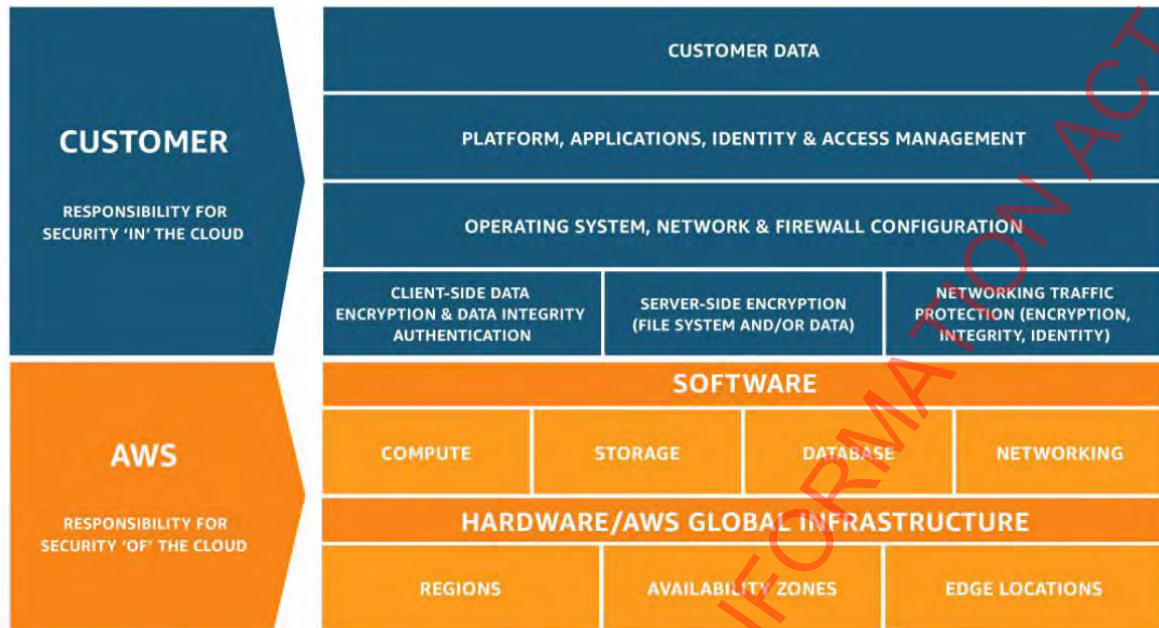 CUSTOMER
RESPONSIBILITY FOR
SECURITY ‘IN’ THE CLOUD
CUSTOMER DATA
PLATFORM, APPLICATIONS, IDENTITY & ACCESS MANAGEMENT
OPERATING SYSTEM, NETWORK & FIREWALL CONFIGURATION
CLIENT-SIDE DATA
ENCRYPTION & DATA INTEGRITY
AUTHENTICATION
SERVER-SIDE ENCRYPTION
(FILE SYSTEM AND/OR DATA)
NETWORKING TRAFFIC
PROTECTION (ENCRYPTION,
INTEGRITY, IDENTITY)
AWS
RESPONSIBILITY FOR
SECURITY ‘OF’ THE CLOUD
SOFTWARE
COMPUTE
STORAGE
DATABASE
NETWORKING
HARDWARE/AWS GLOBAL INFRASTRUCTURE
REGIONS
AVAILABILITY ZONES
EDGE LOCATIONS
IFORMATION ACT